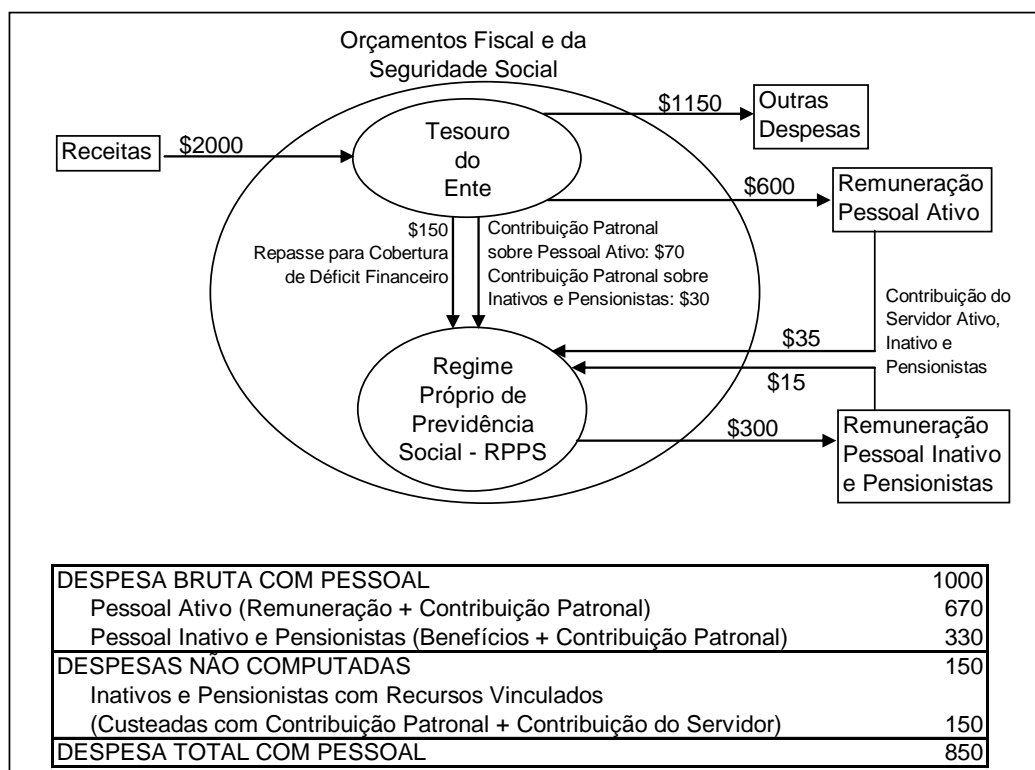 Orçamentos Fiscal e da
Seguridade Social
Receitas
$2000
Tesouro
do
Ente
$1150
Outras
Despesas
$600
Remuneração
Pessoal Ativo
$150
Repasse para Cobertura
de Déficit Financeiro
Contribuição Patronal
sobre Pessoal Ativo: $70
Contribuição Patronal sobre
Inativos e Pensionistas: $30
Contribuição do
Servidor Ativo,
Inativo e
Pensionistas
$35
$15
Regime
Próprio de
Previdência
Social - RPPS
$300
Remuneração
Pessoal Inativo
e Pensionistas
DESPESA BRUTA COM PESSOAL 1000
Pessoal Ativo (Remuneração + Contribuição Patronal) 670
Pessoal Inativo e Pensionistas (Benefícios + Contribuição Patronal) 330
DESPESAS NÃO COMPUTADAS 150
Inativos e Pensionistas com Recursos Vinculados
(Custeadas com Contribuição Patronal + Contribuição do Servidor) 150
DESPESA TOTAL COM PESSOAL 850